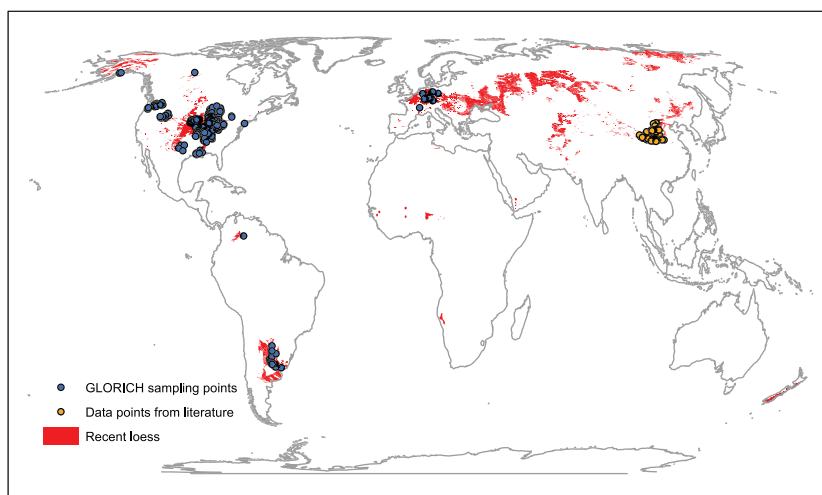 GLORICH sampling points
Data points from literature
Recent loess